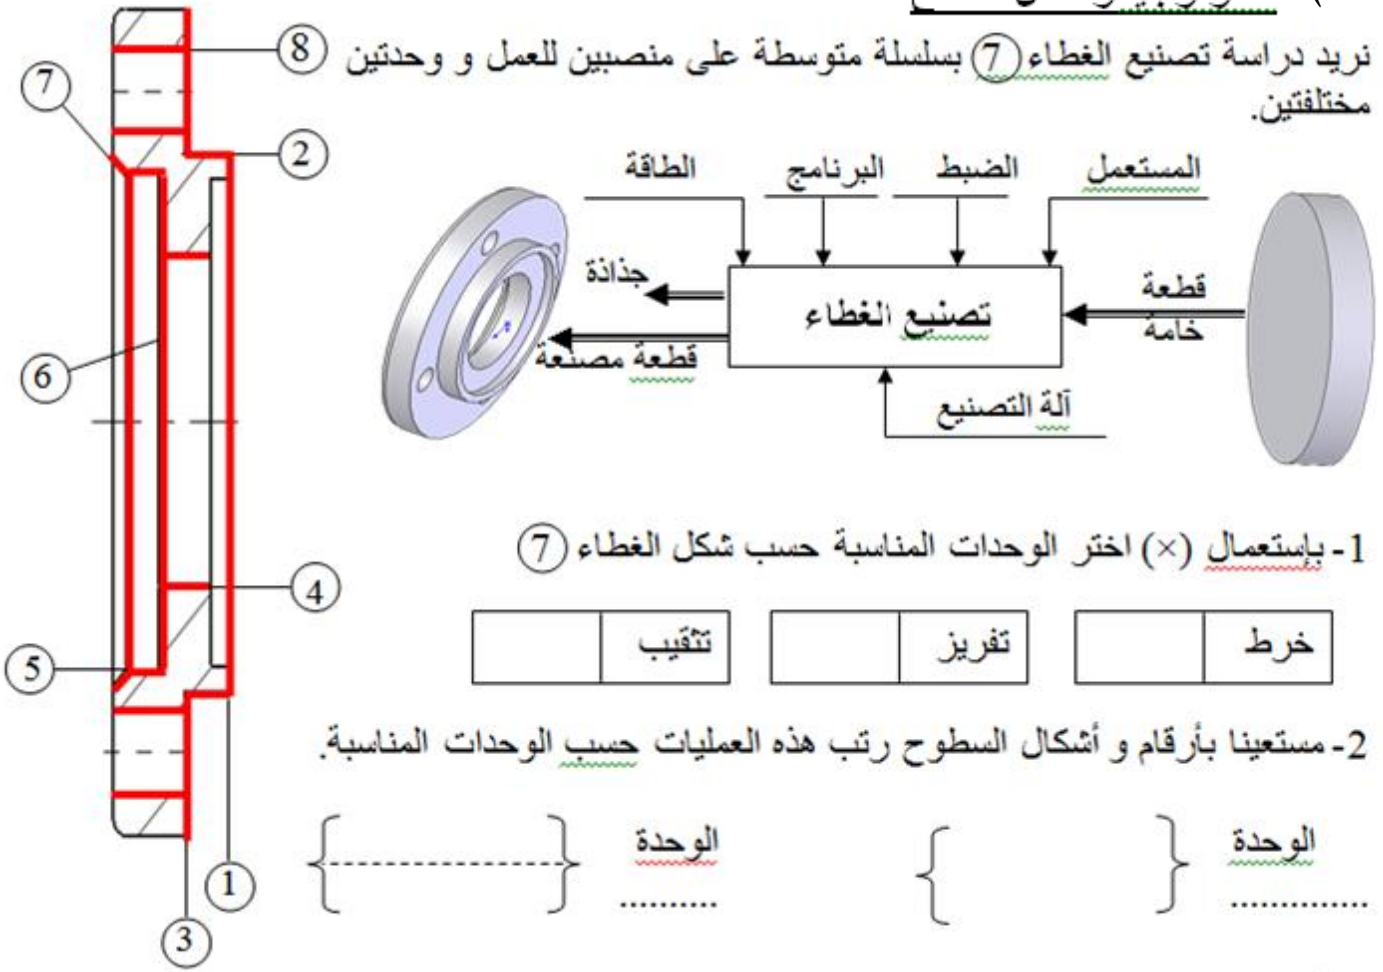 نريد دراسة تصنيع الغطاء 7 بسلسلة متوسطة على منصبين للعمل و وحدتين
مختلفتين.
المستعمل
الضبط
البرنامج
الطاقة
قطعة
خامة
تصنيع الغطاء
جذاذة
قطعة مصنعة
آلة التصنيع
8
7
2
6
4
5
1
3
1- بإستعمال (×) اختر الوحدات المناسبة حسب شكل الغطاء 7
خرط
تفريز
تثقيب
2- مستعينا بأرقام و أشكال السطوح رتب هذه العمليات حسب الوحدات المناسبة.
الوحدة { }
..............
الوحدة {---------------}
..........